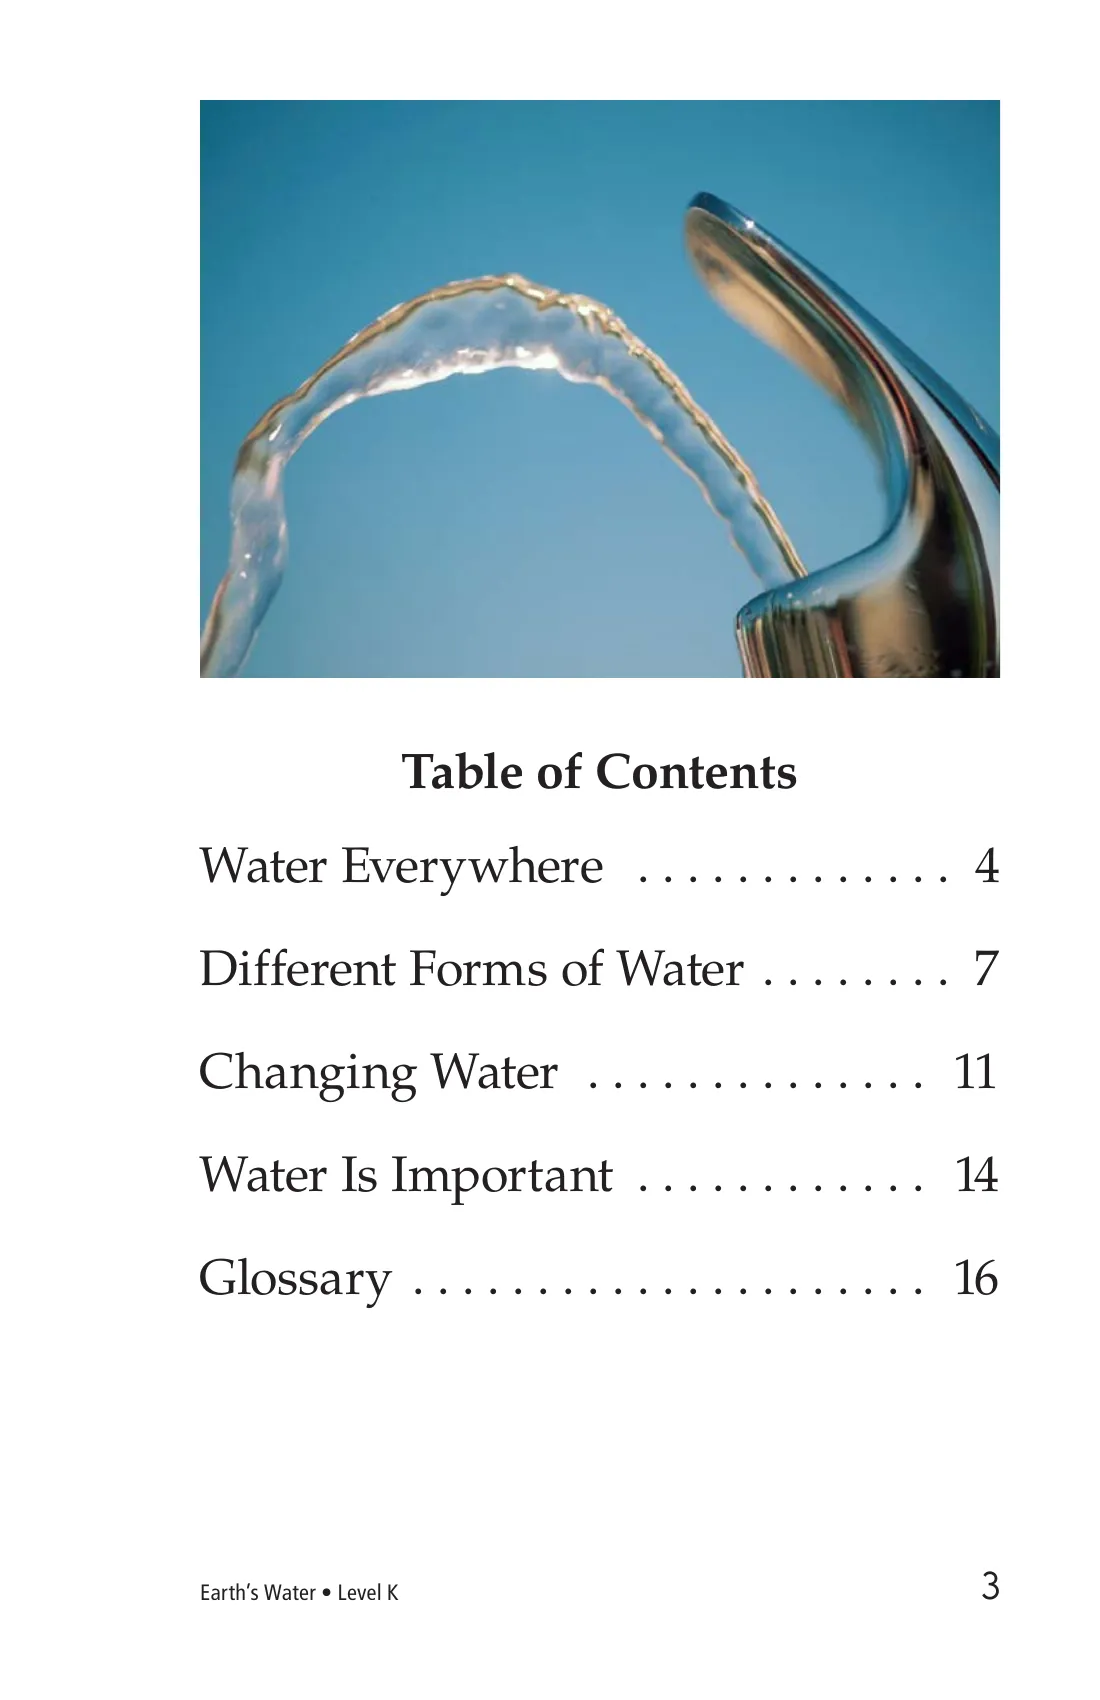 Table of Contents
Water Everywhere . . . . . . . . . . . . . 4
Different Forms of Water . . . . . . . . 7
Changing Water . . . . . . . . . . . . . . 11
Water Is Important . . . . . . . . . . . . 14
Glossary . . . . . . . . . . . . . . . . . . . . . 16
Earth’s Water • Level K 3